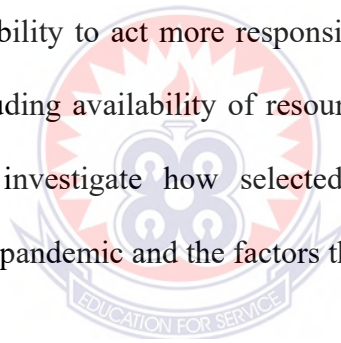 bility to act more responsi
uding availability of resour
investigate how selected
pandemic and the factors th
EDUCATION FOR SERVICE